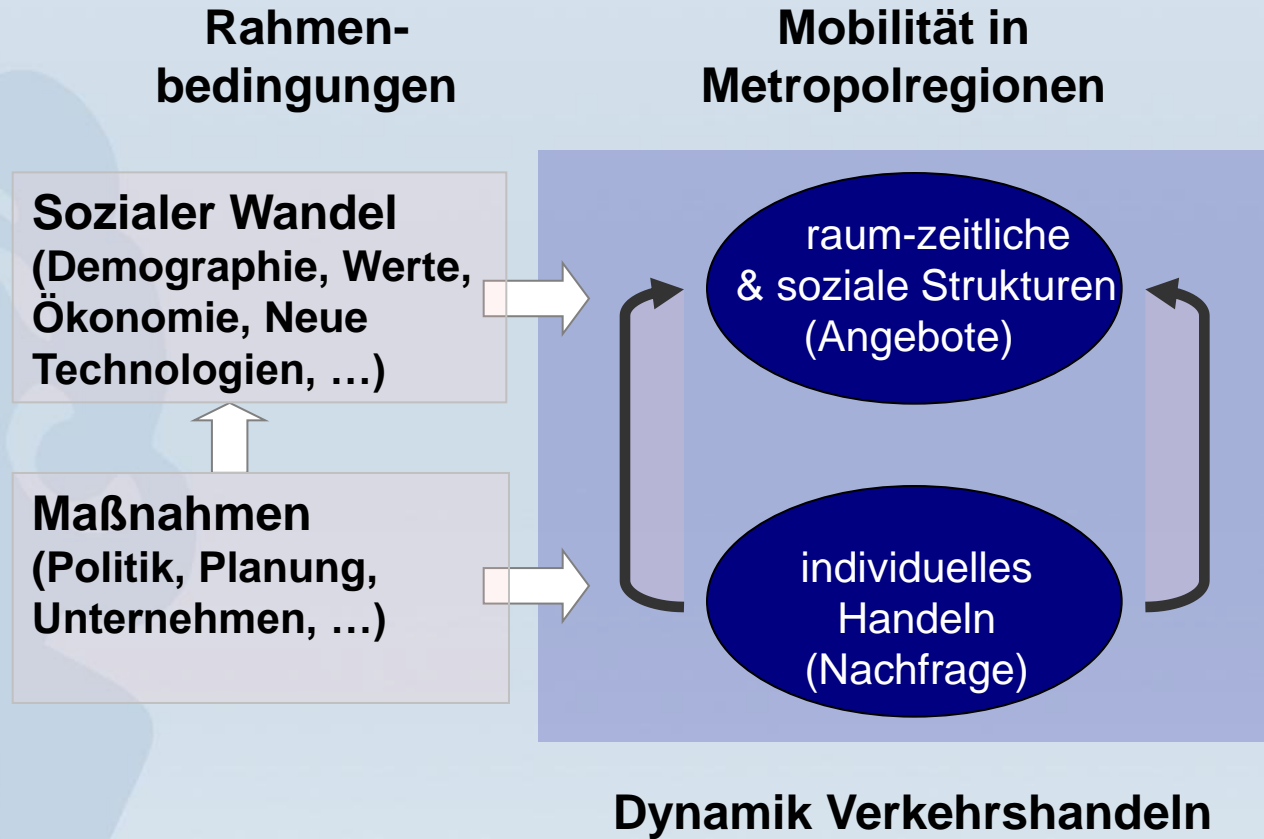 Rahmen-
bedingungen
Mobilität in
Metropolregionen
Sozialer Wandel
(Demographie, Werte,
Ökonomie, Neue
Technologien, …)
Maßnahmen
(Politik, Planung,
Unternehmen, …)
raum-zeitliche
& soziale Strukturen
(Angebote)
individuelles
Handeln
(Nachfrage)
Dynamik Verkehrshandeln